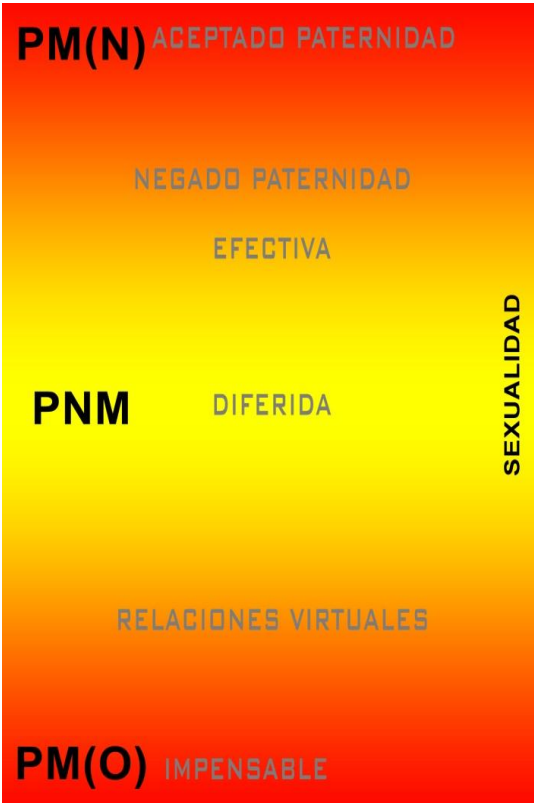 PM(N) ACEPTADO PATERNIDAD
NEGADO PATERNIDAD
EFECTIVA
SEXUALIDAD
PNM DIFERIDA
RELACIONES VIRTUALES
PM(O) IMPENSABLE